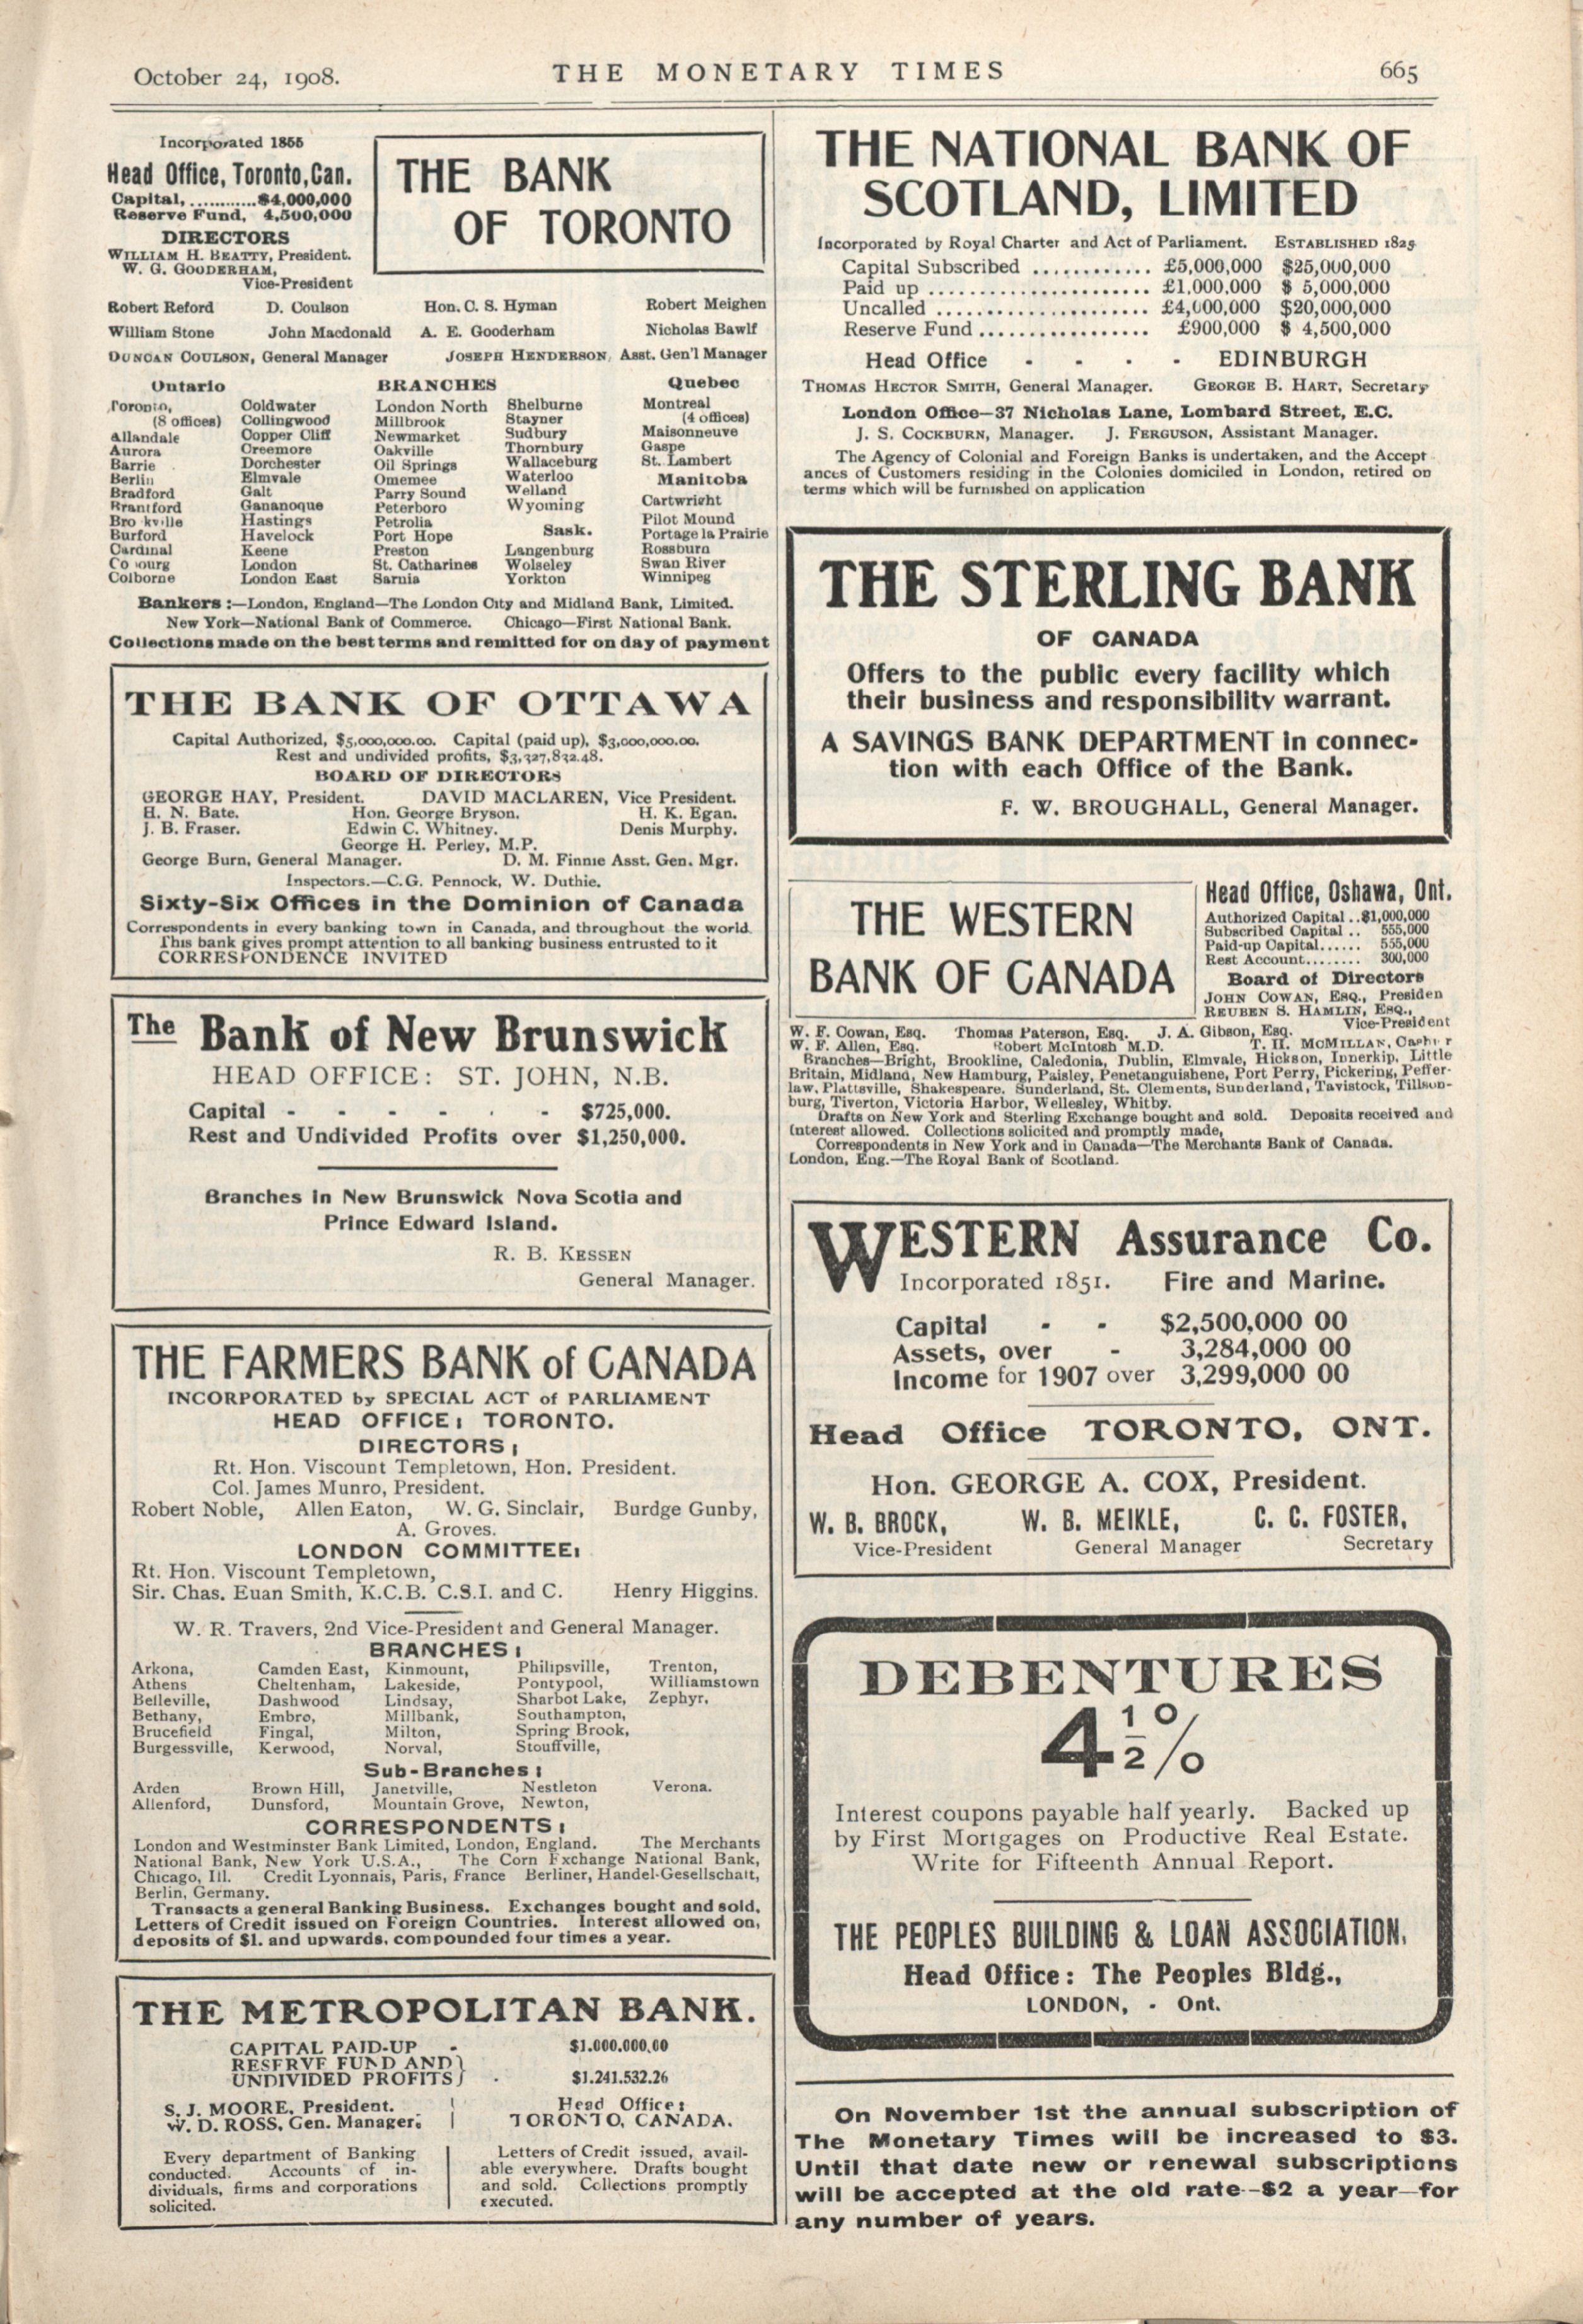 October 24, 1908.
THE MONETARY TIMES
665
Incorporated 1855
Head Office, Toronto, Can.
Capital, ............$4,000,000
Reserve Fund, 4,500,000
DIRECTORS
WILLIAM H. BEATTY, President.
W. G. GOODERHAM,
Vice-President
THE BANK
OF TORONTO
Robert Reford D. Coulson Hon. C. S. Hyman Robert Meighen
William Stone John Macdonald A. E. Gooderham Nicholas Bawlf
DUNCAN COULSON, General Manager JOSEPH HENDERSON, Asst. Gen'l Manager
Ontario BRANCHES Quebec
Toronto, Coldwater London North Shelburne Montreal
(8 offices) Collingwood Millbrook Stayner (4 offices)
Allandale Copper Cliff Newmarket Sudbury Maisonneuve
Aurora Creemore Oakville Thornbury Gaspe
Barrie Dorchester Oil Springs Wallaceburg St. Lambert
Berlin Elmvale Omemee Waterloo Manitoba
Bradford Galt Parry Sound Welland Cartwright
Brantford Gananoque Peterboro Wyoming Pilot Mound
Bro kville Hastings Petrolia Sask. Portage la Prairie
Burford Havelock Port Hope Langenburg Rossburn
Cardinal Keene Preston Wolseley Swan River
Co ourg London St. Catharines Yorkton Winnipeg
Colborne London East Sarnia
Bankers :—London, England—The London City and Midland Bank, Limited.
New York—National Bank of Commerce. Chicago—First National Bank.
Collections made on the best terms and remitted for on day of payment
THE BANK OF OTTAWA
Capital Authorized, $5,000,000.00. Capital (paid up), $3,000,000.00.
Rest and undivided profits, $3,327,832.48.
BOARD OF DIRECTORS
GEORGE HAY, President. DAVID MACLAREN, Vice President.
H. N. Bate. Hon. George Bryson. H. K. Egan.
J. B. Fraser. Edwin C. Whitney. Denis Murphy.
George H. Perley, M.P.
George Burn, General Manager. D. M. Finnie Asst. Gen. Mgr.
Inspectors.—C.G. Pennock, W. Duthie.
Sixty-Six Offices in the Dominion of Canada
Correspondents in every banking town in Canada, and throughout the world.
This bank gives prompt attention to all banking business entrusted to it
CORRESPONDENCE INVITED
The Bank of New Brunswick
HEAD OFFICE: ST. JOHN, N.B.
Capital - - - - - - $725,000.
Rest and Undivided Profits over $1,250,000.
Branches in New Brunswick Nova Scotia and
Prince Edward Island.
R. B. KESSEN
General Manager.
THE FARMERS BANK of CANADA
INCORPORATED by SPECIAL ACT of PARLIAMENT
HEAD OFFICE: TORONTO.
DIRECTORS:
Rt. Hon. Viscount Templetown, Hon. President.
Col. James Munro, President.
Robert Noble, Allen Eaton, W. G. Sinclair, Burdge Gunby,
A. Groves.
LONDON COMMITTEE:
Rt. Hon. Viscount Templetown,
Sir. Chas. Euan Smith, K.C.B. C.S.I. and C. Henry Higgins.
W. R. Travers, 2nd Vice-President and General Manager.
BRANCHES:
Arkona, Camden East, Kinmount, Philipsville, Trenton,
Athens Cheltenham, Lakeside, Pontypool, Williamstown
Belleville, Dashwood Lindsay, Sharbot Lake, Zephyr.
Bethany, Embro, Millbank, Southampton,
Brucefield Fingal, Milton, Spring Brook,
Burgessville, Kerwood, Norval, Stouffville,
Sub-Branches:
Arden Brown Hill, Janetville, Nestleton Verona.
Allenford, Dunsford, Mountain Grove, Newton,
CORRESPONDENTS:
London and Westminster Bank Limited, London, England. The Merchants
National Bank, New York U.S.A., The Corn Exchange National Bank,
Chicago, Ill. Credit Lyonnais, Paris, France Berliner, Handel-Gesellschaft,
Berlin, Germany.
Transacts a general Banking Business. Exchanges bought and sold,
Letters of Credit issued on Foreign Countries. Interest allowed on,
deposits of $1. and upwards, compounded four times a year.
THE METROPOLITAN BANK.
CAPITAL PAID-UP - $1.000.000.00
RESERVE FUND AND}
UNDIVIDED PROFITS} . $1.241.532.26
S. J. MOORE, President.
W. D. ROSS, Gen. Manager.
Head Office:
TORONTO, CANADA.
Every department of Banking
conducted. Accounts of in-
dividuals, firms and corporations
solicited.
Letters of Credit issued, avail-
able everywhere. Drafts bought
and sold. Collections promptly
executed.
THE NATIONAL BANK OF
SCOTLAND, LIMITED
Incorporated by Royal Charter and Act of Parliament. ESTABLISHED 1825
Capital Subscribed ............ £5,000,000 $25,000,000
Paid up ...................... £1,000,000 $ 5,000,000
Uncalled ..................... £4,000,000 $20,000,000
Reserve Fund ................. £900,000 $ 4,500,000
Head Office - - - - EDINBURGH
THOMAS HECTOR SMITH, General Manager. GEORGE B. HART, Secretary
London Office—37 Nicholas Lane, Lombard Street, E.C.
J. S. COCKBURN, Manager. J. FERGUSON, Assistant Manager.
The Agency of Colonial and Foreign Banks is undertaken, and the Accept
ances of Customers residing in the Colonies domiciled in London, retired on
terms which will be furnished on application
THE STERLING BANK
OF CANADA
Offers to the public every facility which
their business and responsibility warrant.
A SAVINGS BANK DEPARTMENT in connec-
tion with each Office of the Bank.
F. W. BROUGHALL, General Manager.
THE WESTERN
BANK OF CANADA
Head Office, Oshawa, Ont.
Authorized Capital ..$1,000,000
Subscribed Capital .. 555,000
Paid-up Capital...... 555,000
Rest Account........ 300,000
Board of Directors
JOHN COWAN, ESQ., Presiden
REUBEN S. HAMLIN, ESQ.,
Vice-President
W. F. Cowan, Esq. Thomas Paterson, Esq. J. A. Gibson, Esq.
W. F. Allen, Esq. Robert McIntosh M.D. T. H. MCMILLAN, Cashi r
Branches—Bright, Brookline, Caledonia, Dublin, Elmvale, Hickson, Innerkip, Little
Britain, Midland, New Hamburg, Paisley, Penetanguishene, Port Perry, Pickering, Peffer-
law, Plattsville, Shakespeare, Sunderland, St. Clements, Sunderland, Tavistock, Tillson-
burg, Tiverton, Victoria Harbor, Wellesley, Whitby.
Drafts on New York and Sterling Exchange bought and sold. Deposits received and
Interest allowed. Collections solicited and promptly made,
Correspondents in New York and in Canada—The Merchants Bank of Canada.
London, Eng.—The Royal Bank of Scotland.
WESTERN Assurance Co.
Incorporated 1851. Fire and Marine.
Capital - - $2,500,000 00
Assets, over - 3,284,000 00
Income for 1907 over 3,299,000 00
Head Office TORONTO, ONT.
Hon. GEORGE A. COX, President.
W. B. BROCK, W. B. MEIKLE, C. C. FOSTER,
Vice-President General Manager Secretary
DEBENTURES
4½%
Interest coupons payable half yearly. Backed up
by First Mortgages on Productive Real Estate.
Write for Fifteenth Annual Report.
THE PEOPLES BUILDING & LOAN ASSOCIATION,
Head Office: The Peoples Bldg.,
LONDON, - Ont.
On November 1st the annual subscription of
The Monetary Times will be increased to $3.
Until that date new or renewal subscriptions
will be accepted at the old rate--$2 a year—for
any number of years.